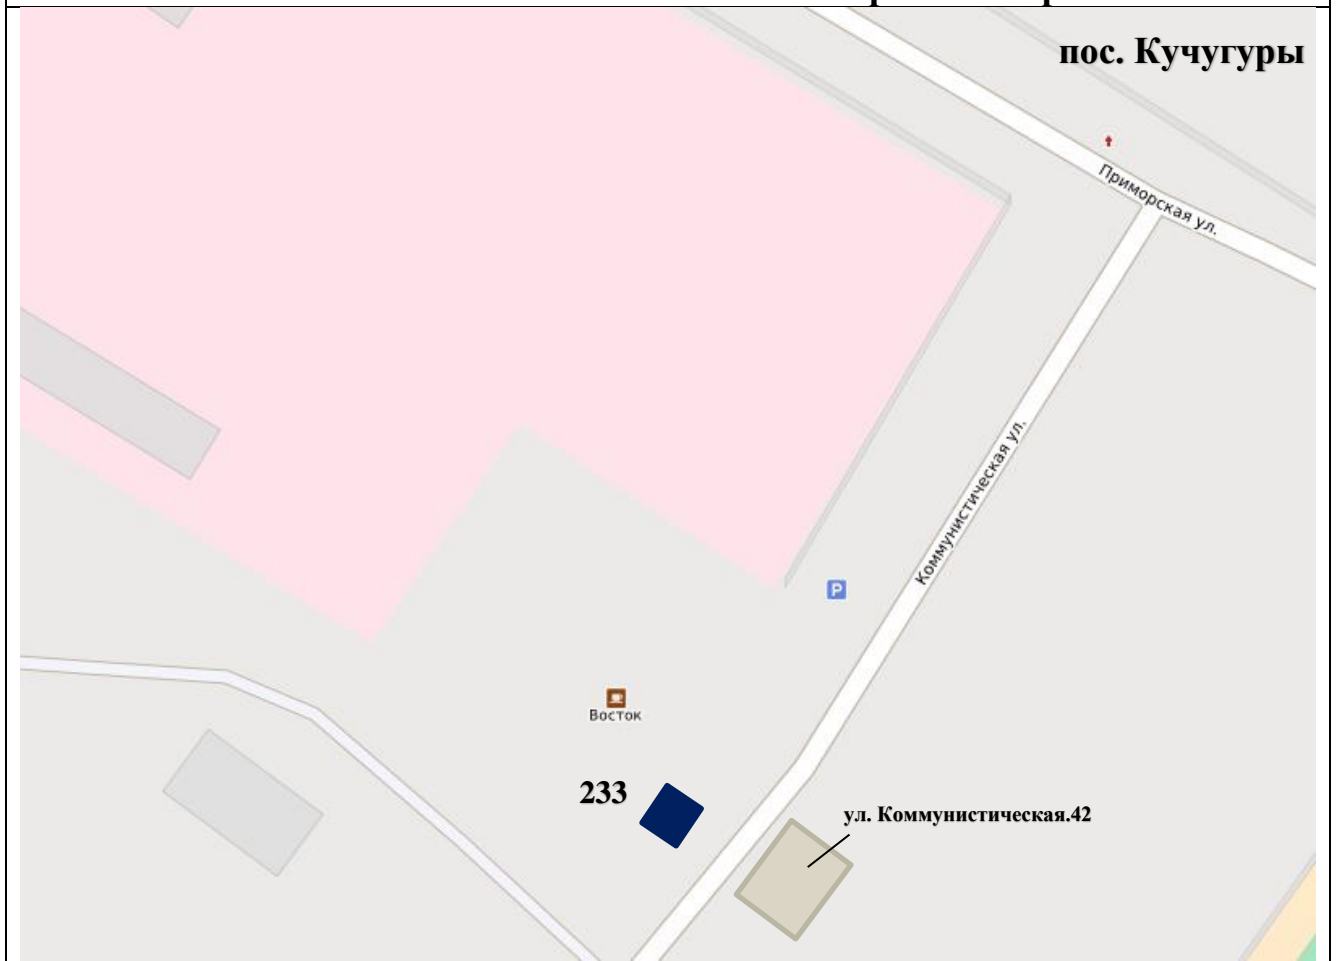 пос. Кучугуры
Приморская ул.
Коммунистическая ул.
P
Восток
233
ул. Коммунистическая.42